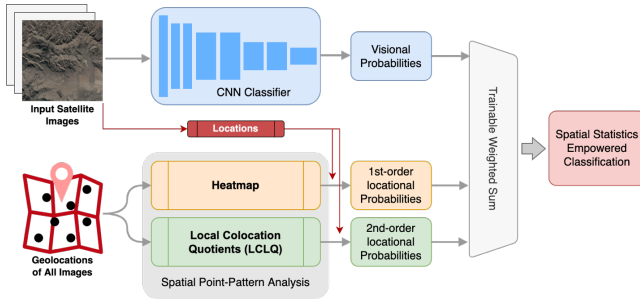 Input Satellite
Images
CNN Classifier
Visional
Probabilities
Trainable Weighted Sum
Spatial Statistics
Empowered
Classification
Locations
Heatmap
1st-order
locational
Probabilities
Local Colocation
Quotients (LCLQ)
2nd-order
locational
Probabilities
Geolocations
of All Images
Spatial Point-Pattern Analysis